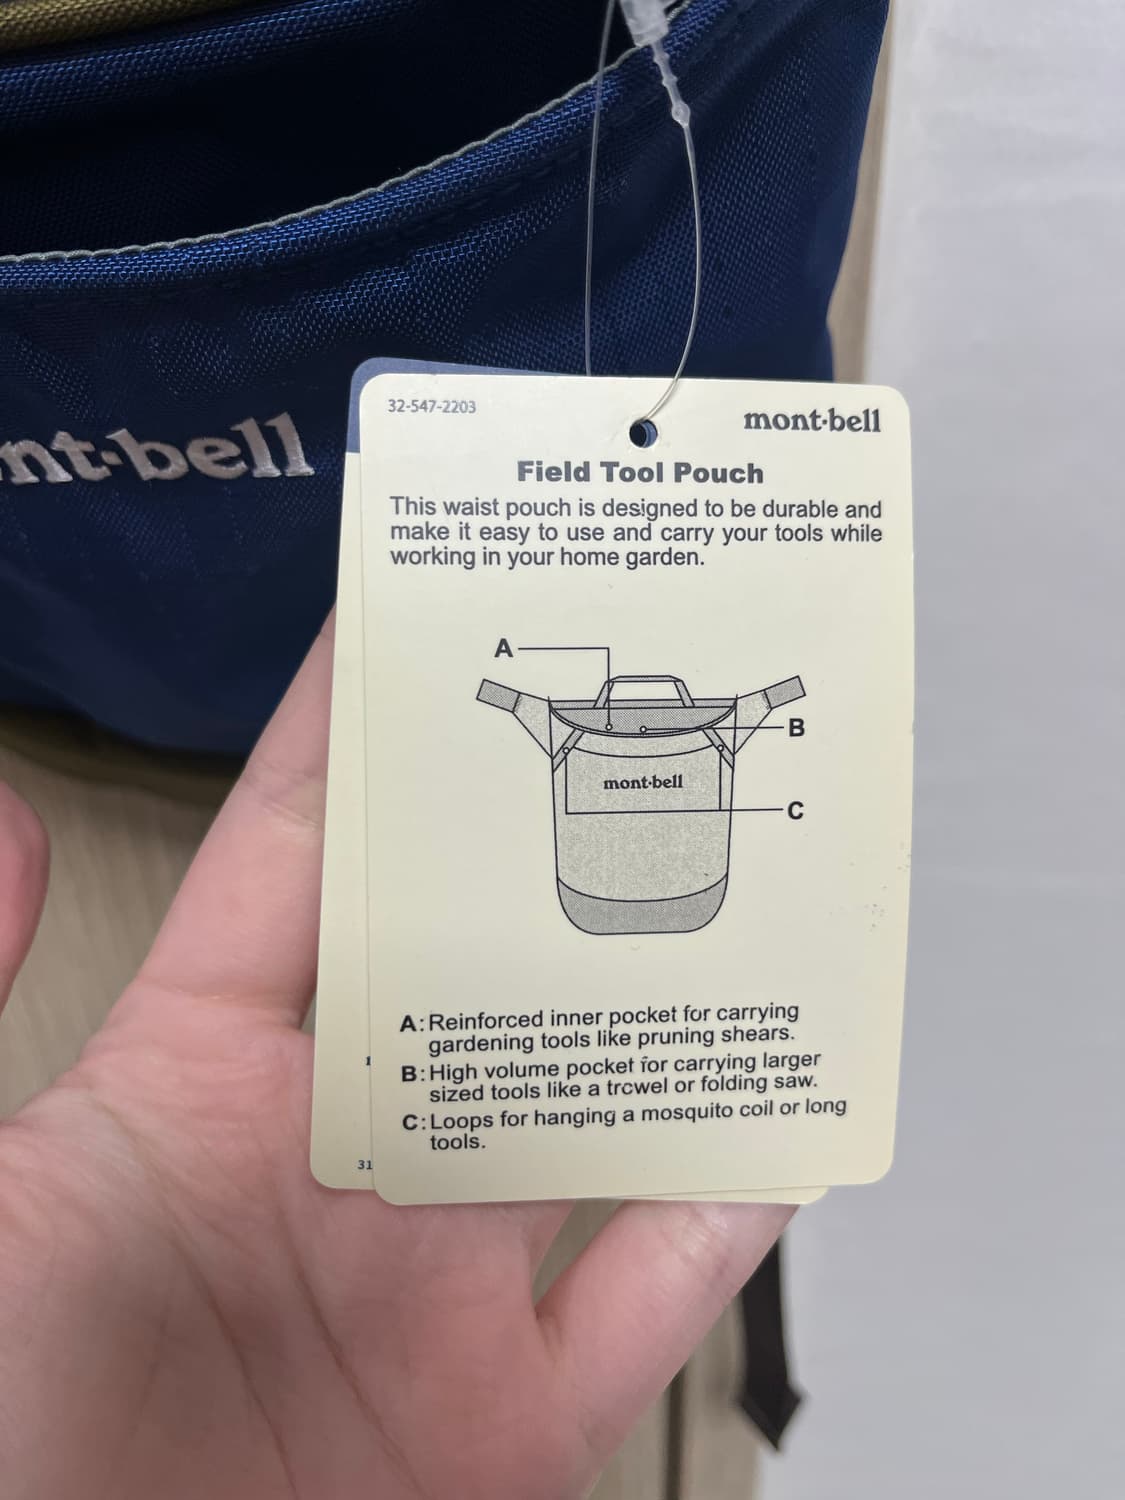 nt·bell
32-547-2203
mont·bell
Field Tool Pouch
This waist pouch is designed to be durable and
make it easy to use and carry your tools while
working in your home garden.
A
B
mont·bell
C
A: Reinforced inner pocket for carrying
gardening tools like pruning shears.
B: High volume pocket for carrying larger
sized tools like a trcwel or folding saw.
C: Loops for hanging a mosquito coil or long
tools.
31